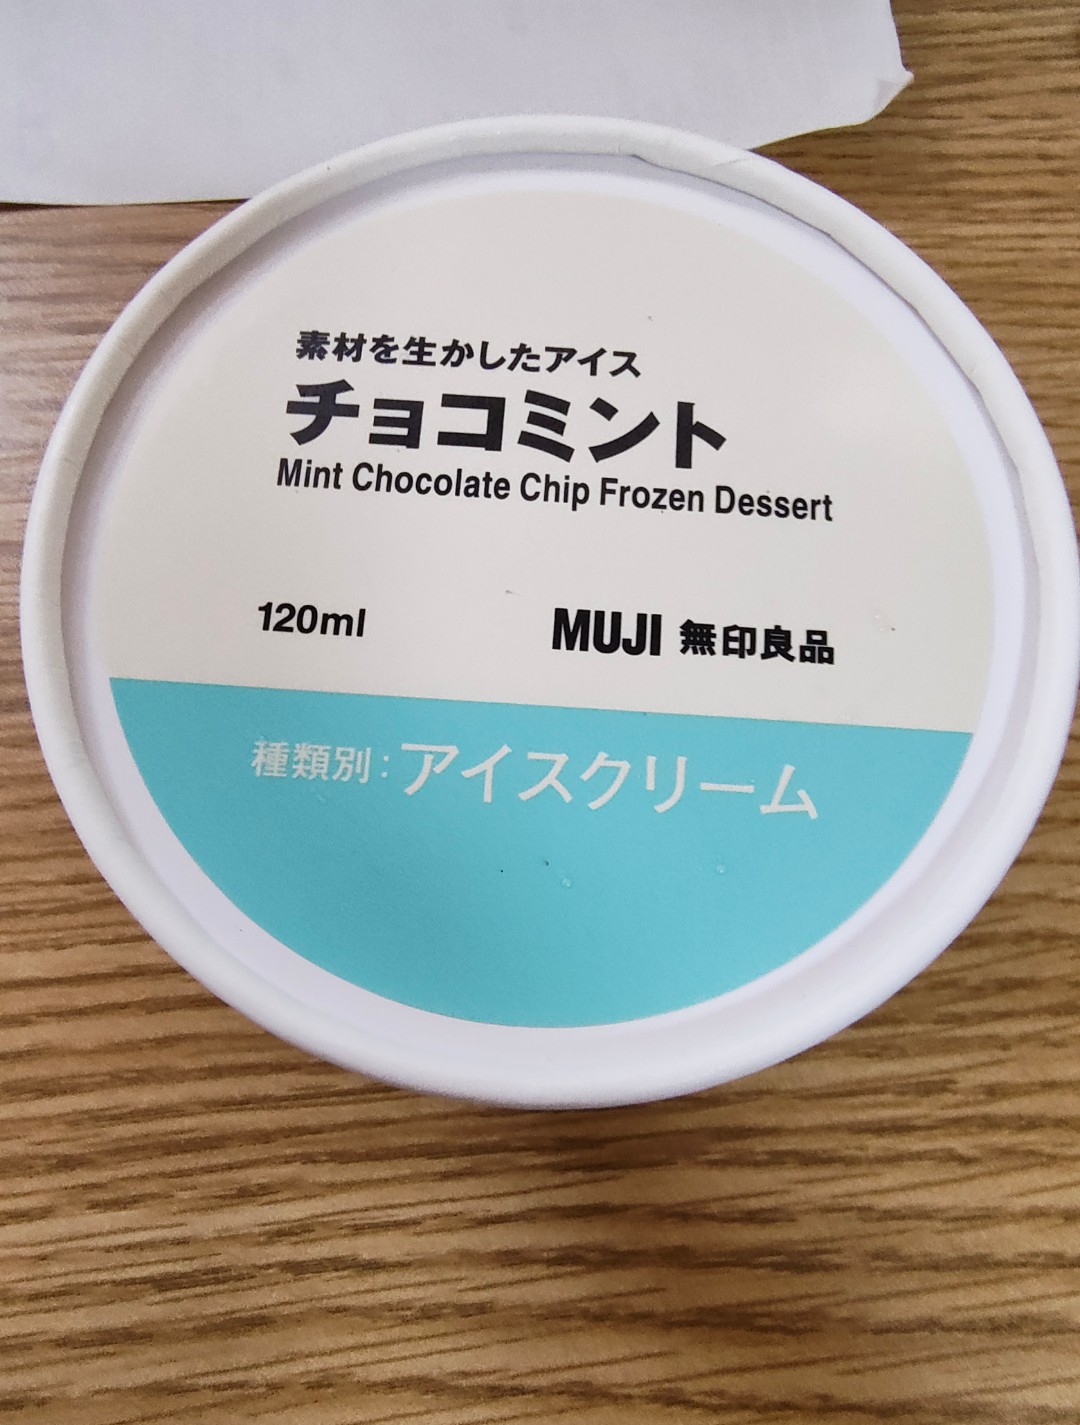 素材を生かしたアイス
チョコミント
Mint Chocolate Chip Frozen Dessert
120ml MUJI 無印良品
種類別:アイスクリーム